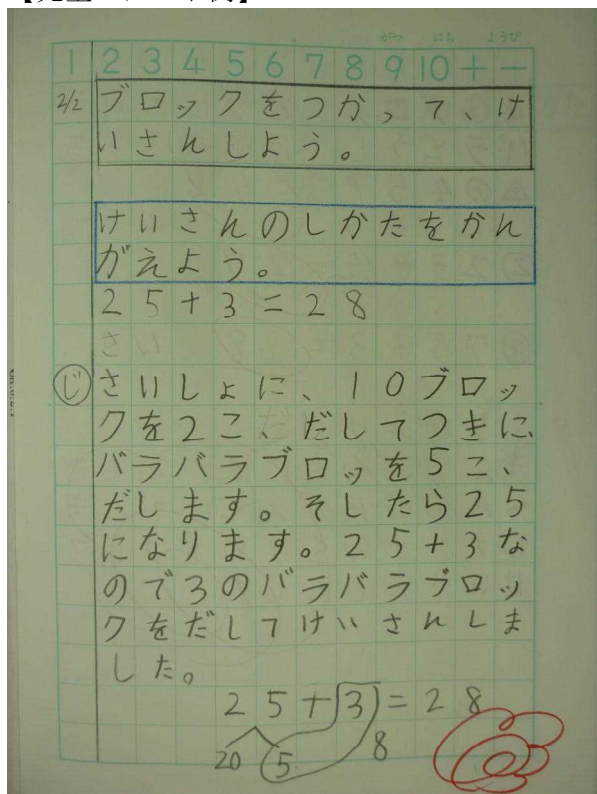 がつ にち ようび
1 2 3 4 5 6 7 8 9 10 + −
2/2 ブロックをつかって、け
いさんしよう。
けいさんのしかたをかん
がえよう。
25+3=28
さい
じ さいしょに、10ブロッ
クを2こ、だしてつきに、
バラバラブロッを5こ、
だします。そしたら25
になります。25+3な
ので3のバラバラブロッ
クをだしてけいさんしま
した。
25+3=28
20 5 8